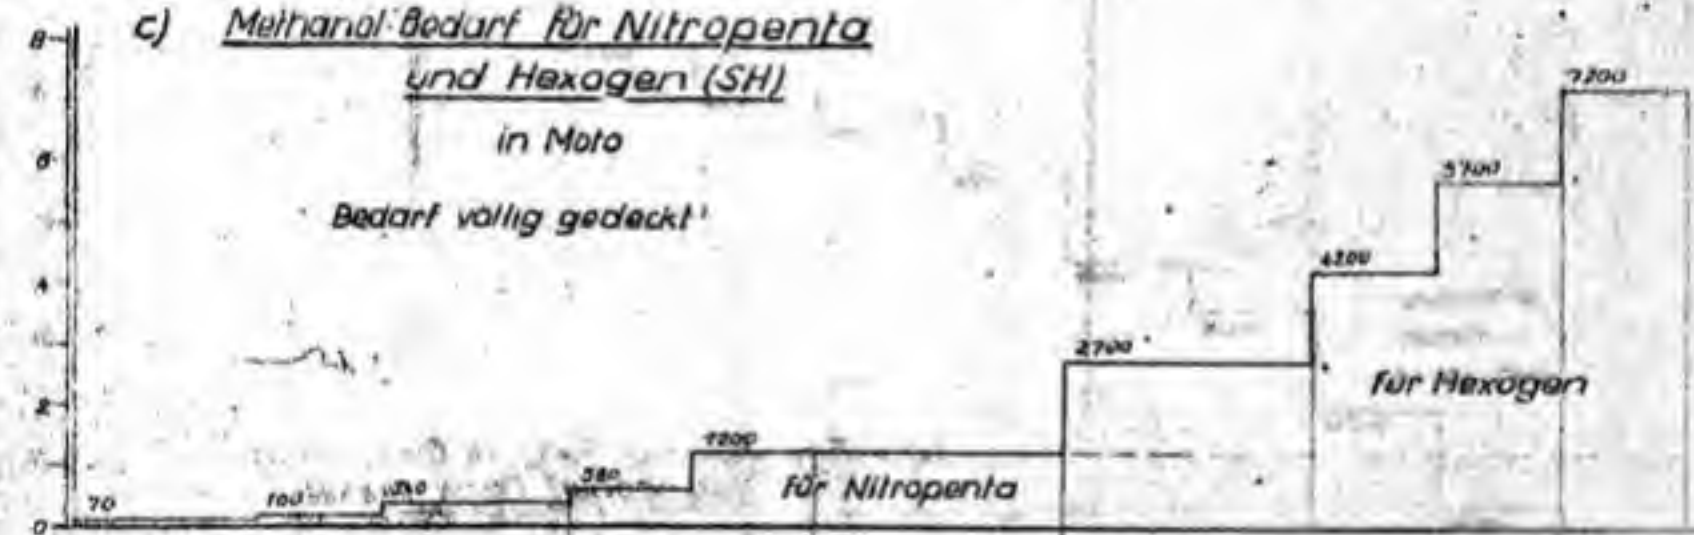 c) Methanol-Bedarf für Nitropenta
und Hexogen (SH)
in Moto
Bedarf völlig gedeckt
8
6
4
2
0
7200
5700
4200
2700
1200
580
100
70
für Hexogen
für Nitropenta